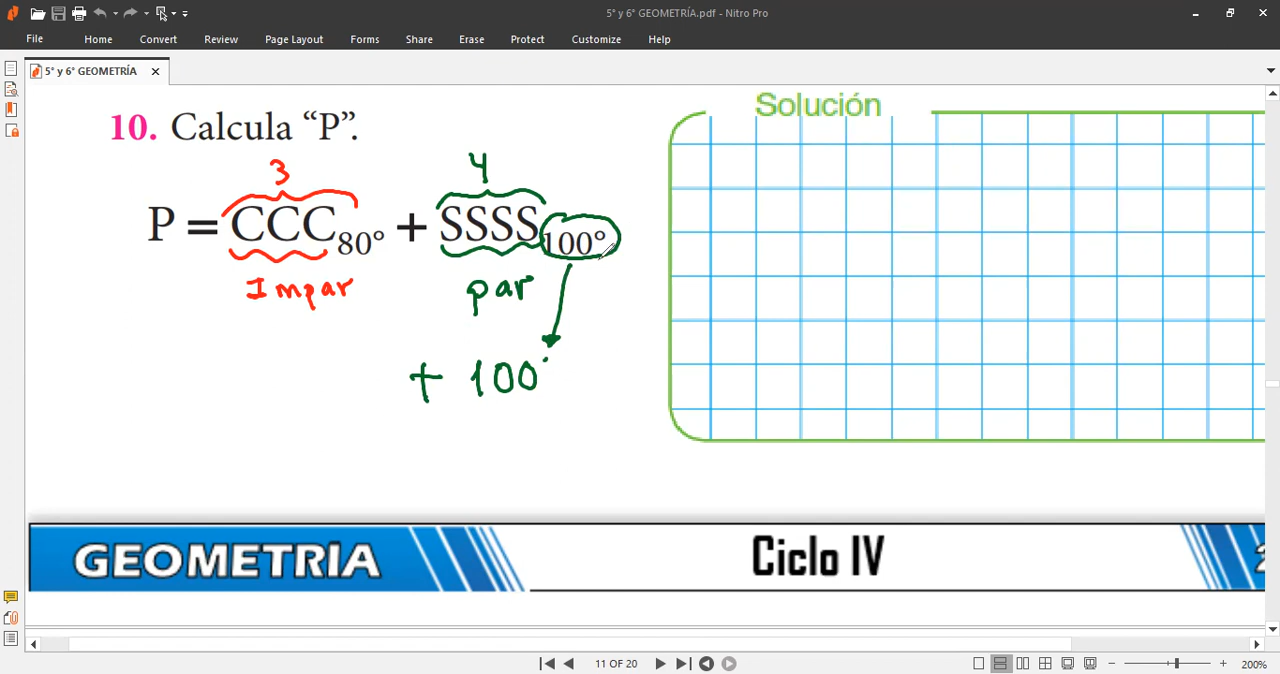 5° y 6° GEOMETRÍA.pdf - Nitro Pro
File Home Convert Review Page Layout Forms Share Erase Protect Customize Help
5° y 6° GEOMETRÍA
Solución
10. Calcula “P”.
3 4
P = CCC80° + SSSS100°
Impar par
+ 100°
GEOMETRÍA Ciclo IV
11 OF 20 200%